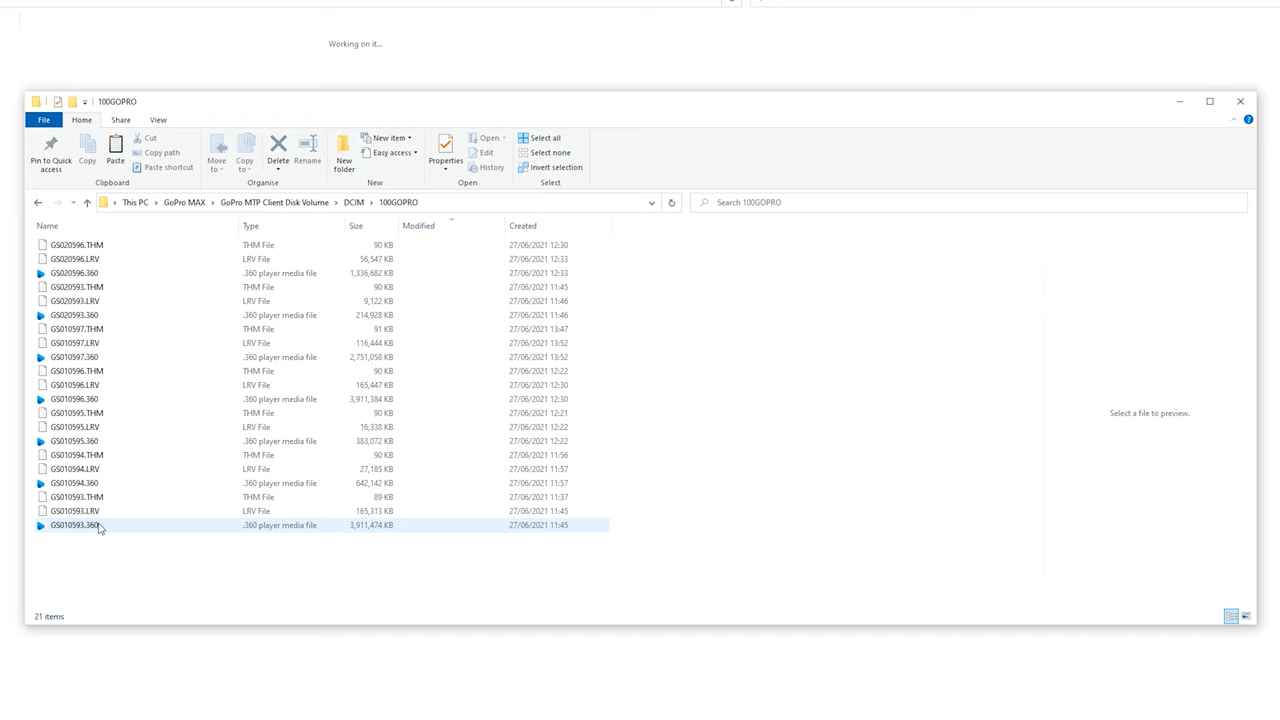 Working on it...
100GOPRO
File Home Share View
Pin to Quick access
Copy
Paste
Cut
Copy path
Paste shortcut
Move to
Copy to
Delete
Rename
New folder
New item
Easy access
Properties
Open
Edit
History
Select all
Select none
Invert selection
Clipboard Organise New Open Select
This PC > GoPro MAX > GoPro MTP Client Disk Volume > DCIM > 100GOPRO
Search 100GOPRO
Name Type Size Modified Created
GS020596.THM THM File 90 KB 27/06/2021 12:30
GS020596.LRV LRV File 56,547 KB 27/06/2021 12:33
GS020596.360 .360 player media file 1,336,682 KB 27/06/2021 12:33
GS020593.THM THM File 90 KB 27/06/2021 11:45
GS020593.LRV LRV File 9,122 KB 27/06/2021 11:46
GS020593.360 .360 player media file 214,928 KB 27/06/2021 11:46
GS010597.THM THM File 91 KB 27/06/2021 13:47
GS010597.LRV LRV File 116,444 KB 27/06/2021 13:52
GS010597.360 .360 player media file 2,751,058 KB 27/06/2021 13:52
GS010596.THM THM File 90 KB 27/06/2021 12:22
GS010596.LRV LRV File 165,447 KB 27/06/2021 12:30
GS010596.360 .360 player media file 3,911,384 KB 27/06/2021 12:30
GS010595.THM THM File 90 KB 27/06/2021 12:21
GS010595.LRV LRV File 16,338 KB 27/06/2021 12:22
GS010595.360 .360 player media file 383,072 KB 27/06/2021 12:22
GS010594.THM THM File 90 KB 27/06/2021 11:56
GS010594.LRV LRV File 27,185 KB 27/06/2021 11:57
GS010594.360 .360 player media file 642,142 KB 27/06/2021 11:57
GS010593.THM THM File 89 KB 27/06/2021 11:37
GS010593.LRV LRV File 165,313 KB 27/06/2021 11:45
GS010593.360 .360 player media file 3,911,474 KB 27/06/2021 11:45
Select a file to preview.
21 items